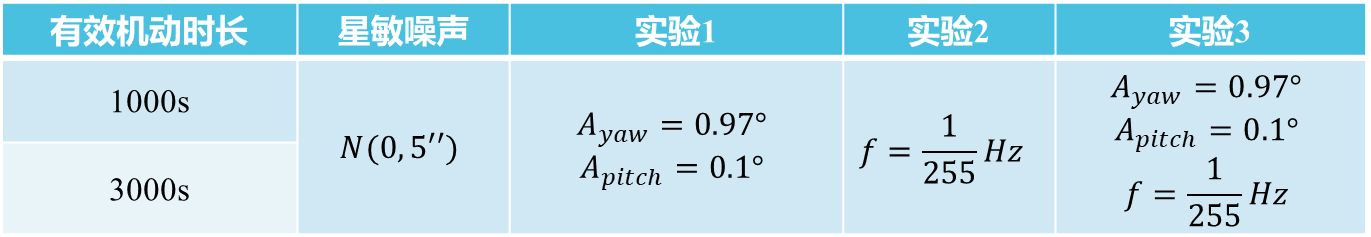 有效机动时长 星敏噪声 实验1 实验2 实验3
1000s
3000s
N(0,5′′)
A_yaw = 0.97°
A_pitch = 0.1°
f = 1/255 Hz
A_yaw = 0.97°
A_pitch = 0.1°
f = 1/255 Hz